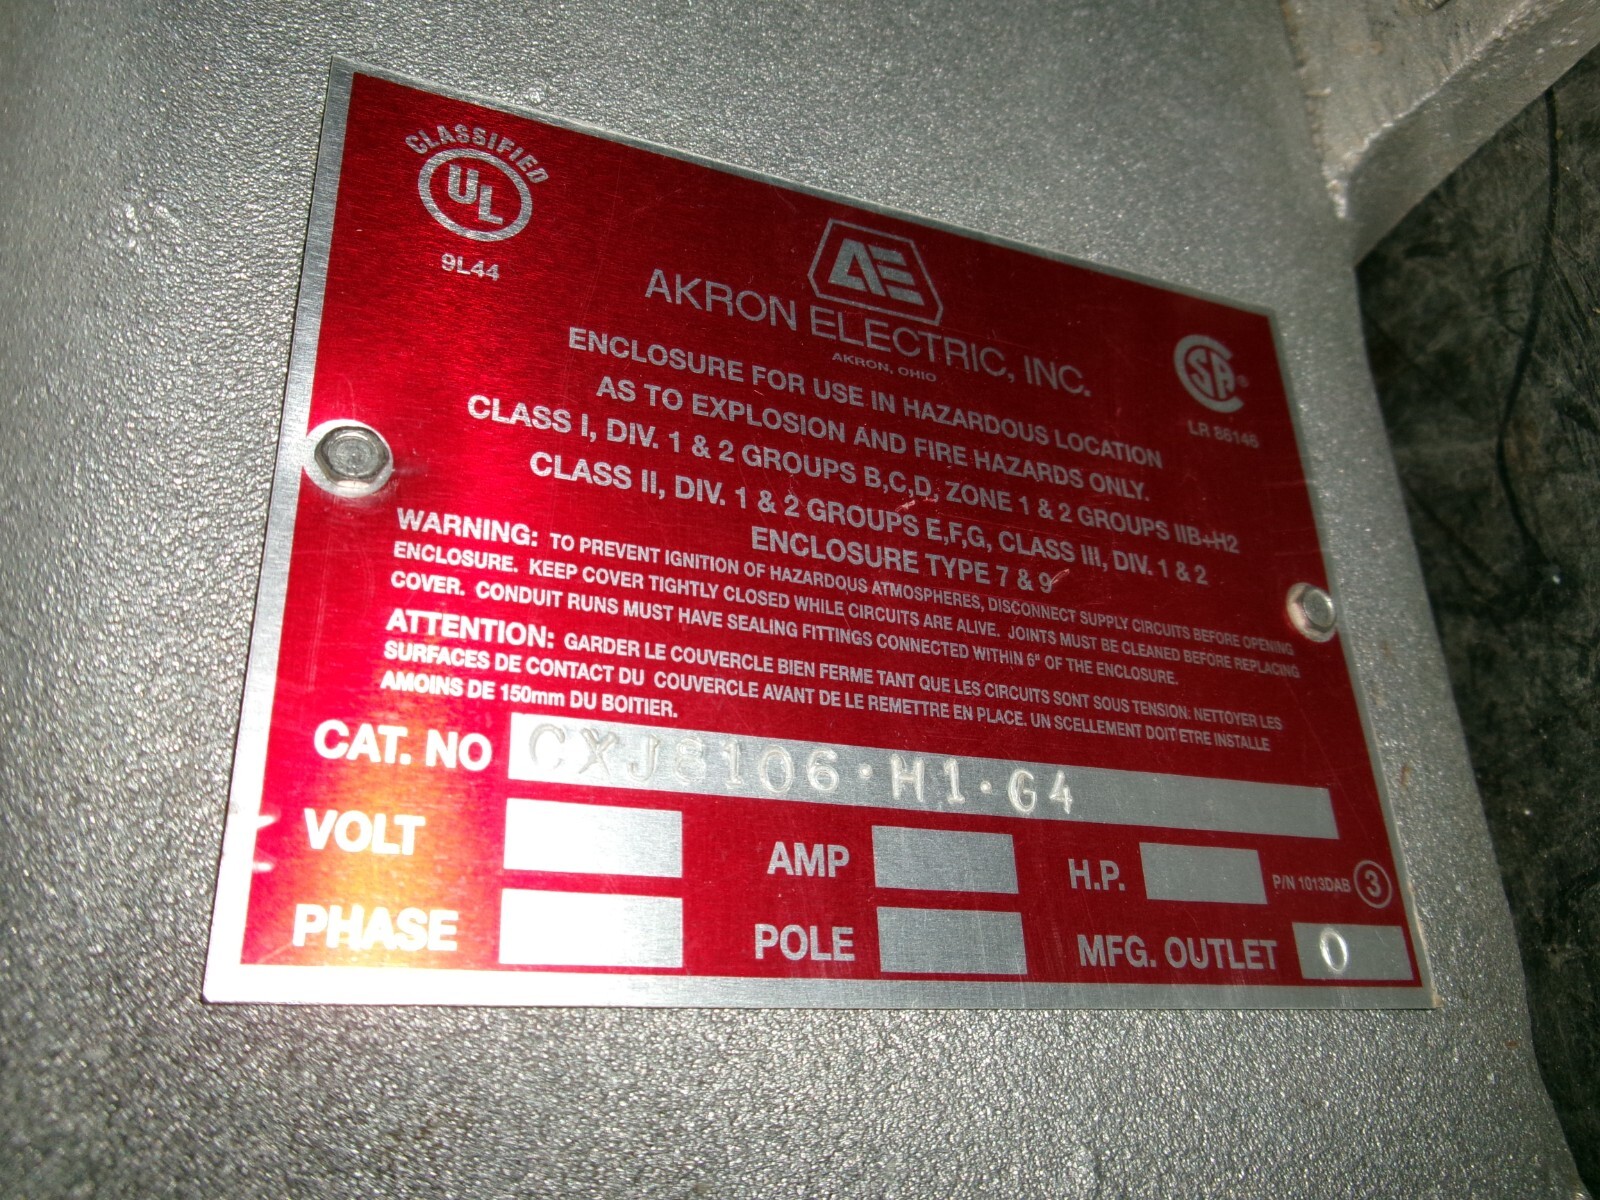 CLASSIFIED
UL
9L44
AE
AKRON ELECTRIC, INC.
AKRON, OHIO
CSA®
LR 86146
ENCLOSURE FOR USE IN HAZARDOUS LOCATION
AS TO EXPLOSION AND FIRE HAZARDS ONLY.
CLASS I, DIV. 1 & 2 GROUPS B,C,D, ZONE 1 & 2 GROUPS IIB+H2
CLASS II, DIV. 1 & 2 GROUPS E,F,G, CLASS III, DIV. 1 & 2
ENCLOSURE TYPE 7 & 9
WARNING: TO PREVENT IGNITION OF HAZARDOUS ATMOSPHERES, DISCONNECT SUPPLY CIRCUITS BEFORE OPENING
ENCLOSURE. KEEP COVER TIGHTLY CLOSED WHILE CIRCUITS ARE ALIVE. JOINTS MUST BE CLEANED BEFORE REPLACING
COVER. CONDUIT RUNS MUST HAVE SEALING FITTINGS CONNECTED WITHIN 6" OF THE ENCLOSURE.
ATTENTION: GARDER LE COUVERCLE BIEN FERME TANT QUE LES CIRCUITS SONT SOUS TENSION: NETTOYER LES
SURFACES DE CONTACT DU COUVERCLE AVANT DE LE REMETTRE EN PLACE. UN SCELLEMENT DOIT ETRE INSTALLE
AMOINS DE 150mm DU BOITIER.
CAT. NO CXJ8106·H1·G4
VOLT AMP H.P. P/N 1013DAB 3
PHASE POLE MFG. OUTLET 0